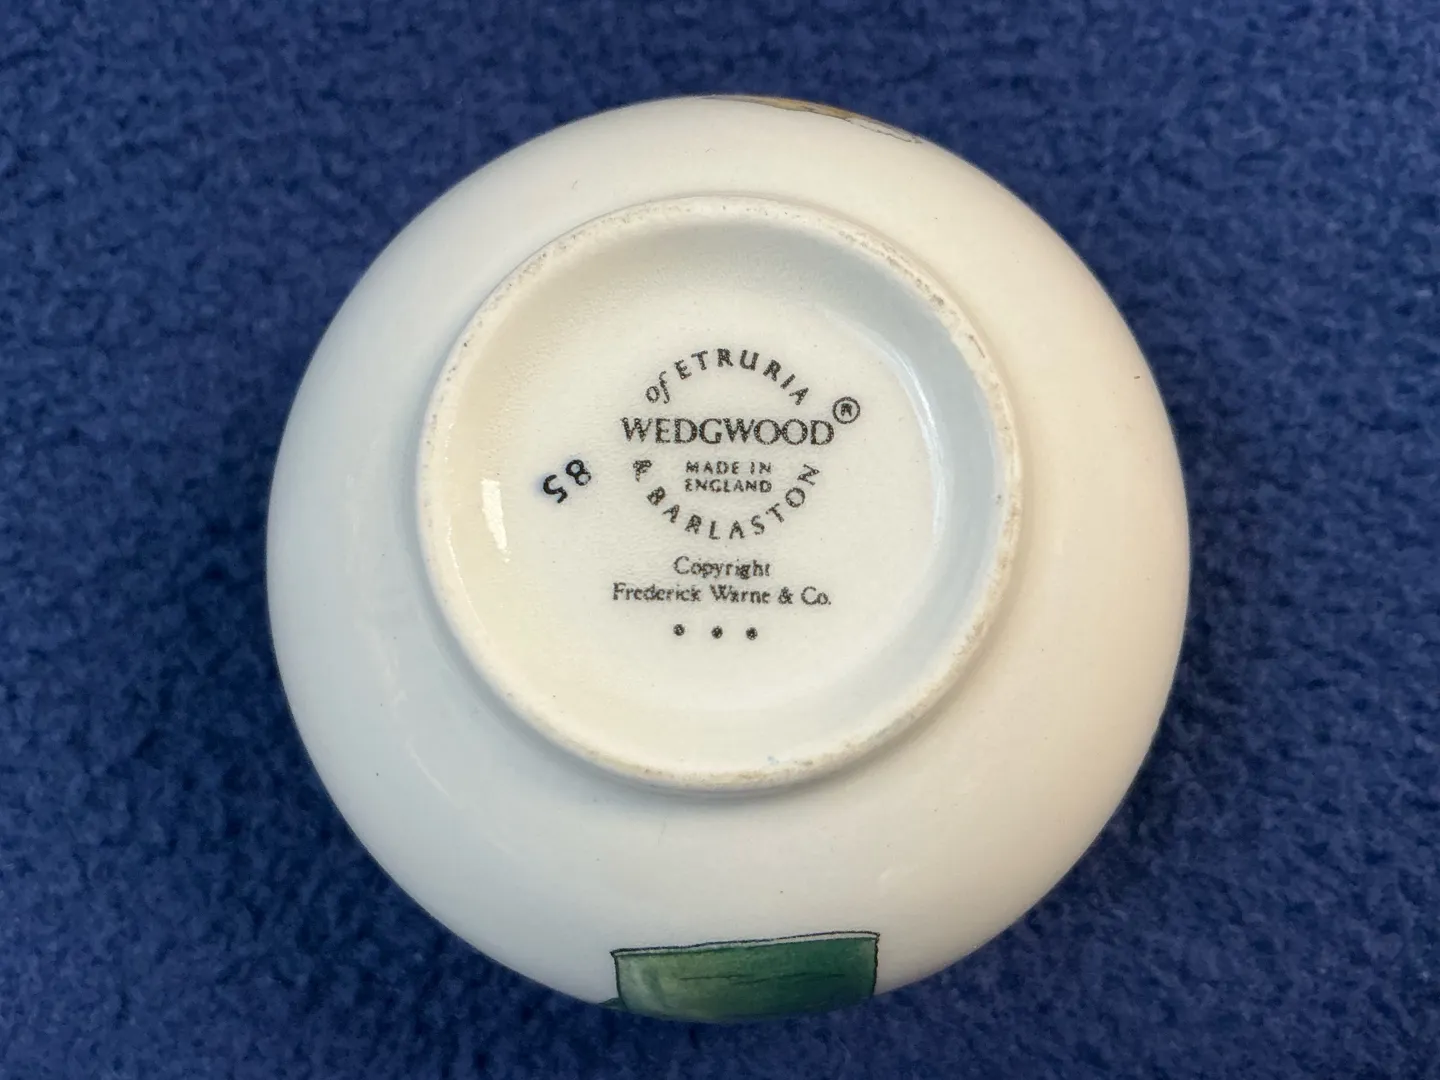 of ETRURIA
WEDGWOOD®
MADE IN
ENGLAND
& BARLASTON
Copyright
Frederick Warne & Co.
• • •
85